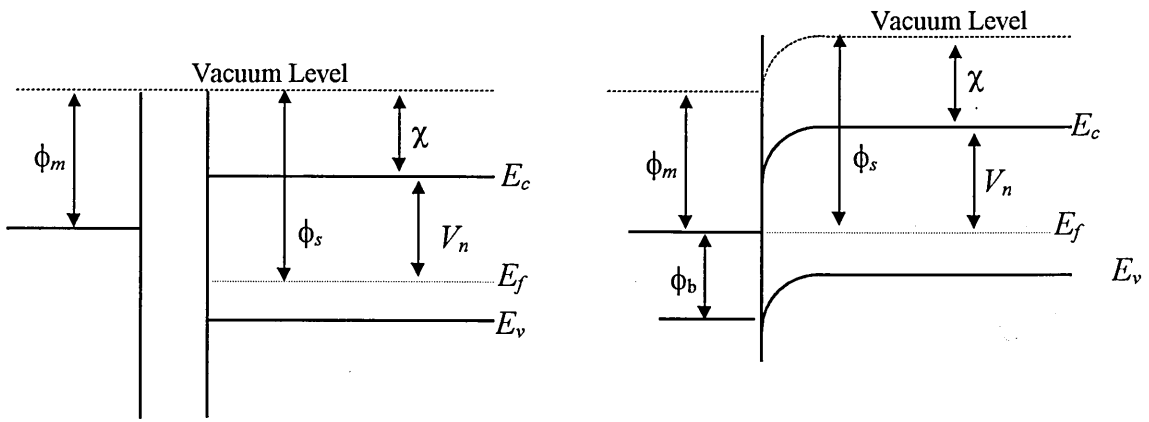 Vacuum Level
ϕm
χ
Ec
ϕs
Vn
Ef
Ev
Vacuum Level
χ
Ec
ϕm
ϕs
Vn
Ef
ϕb
Ev